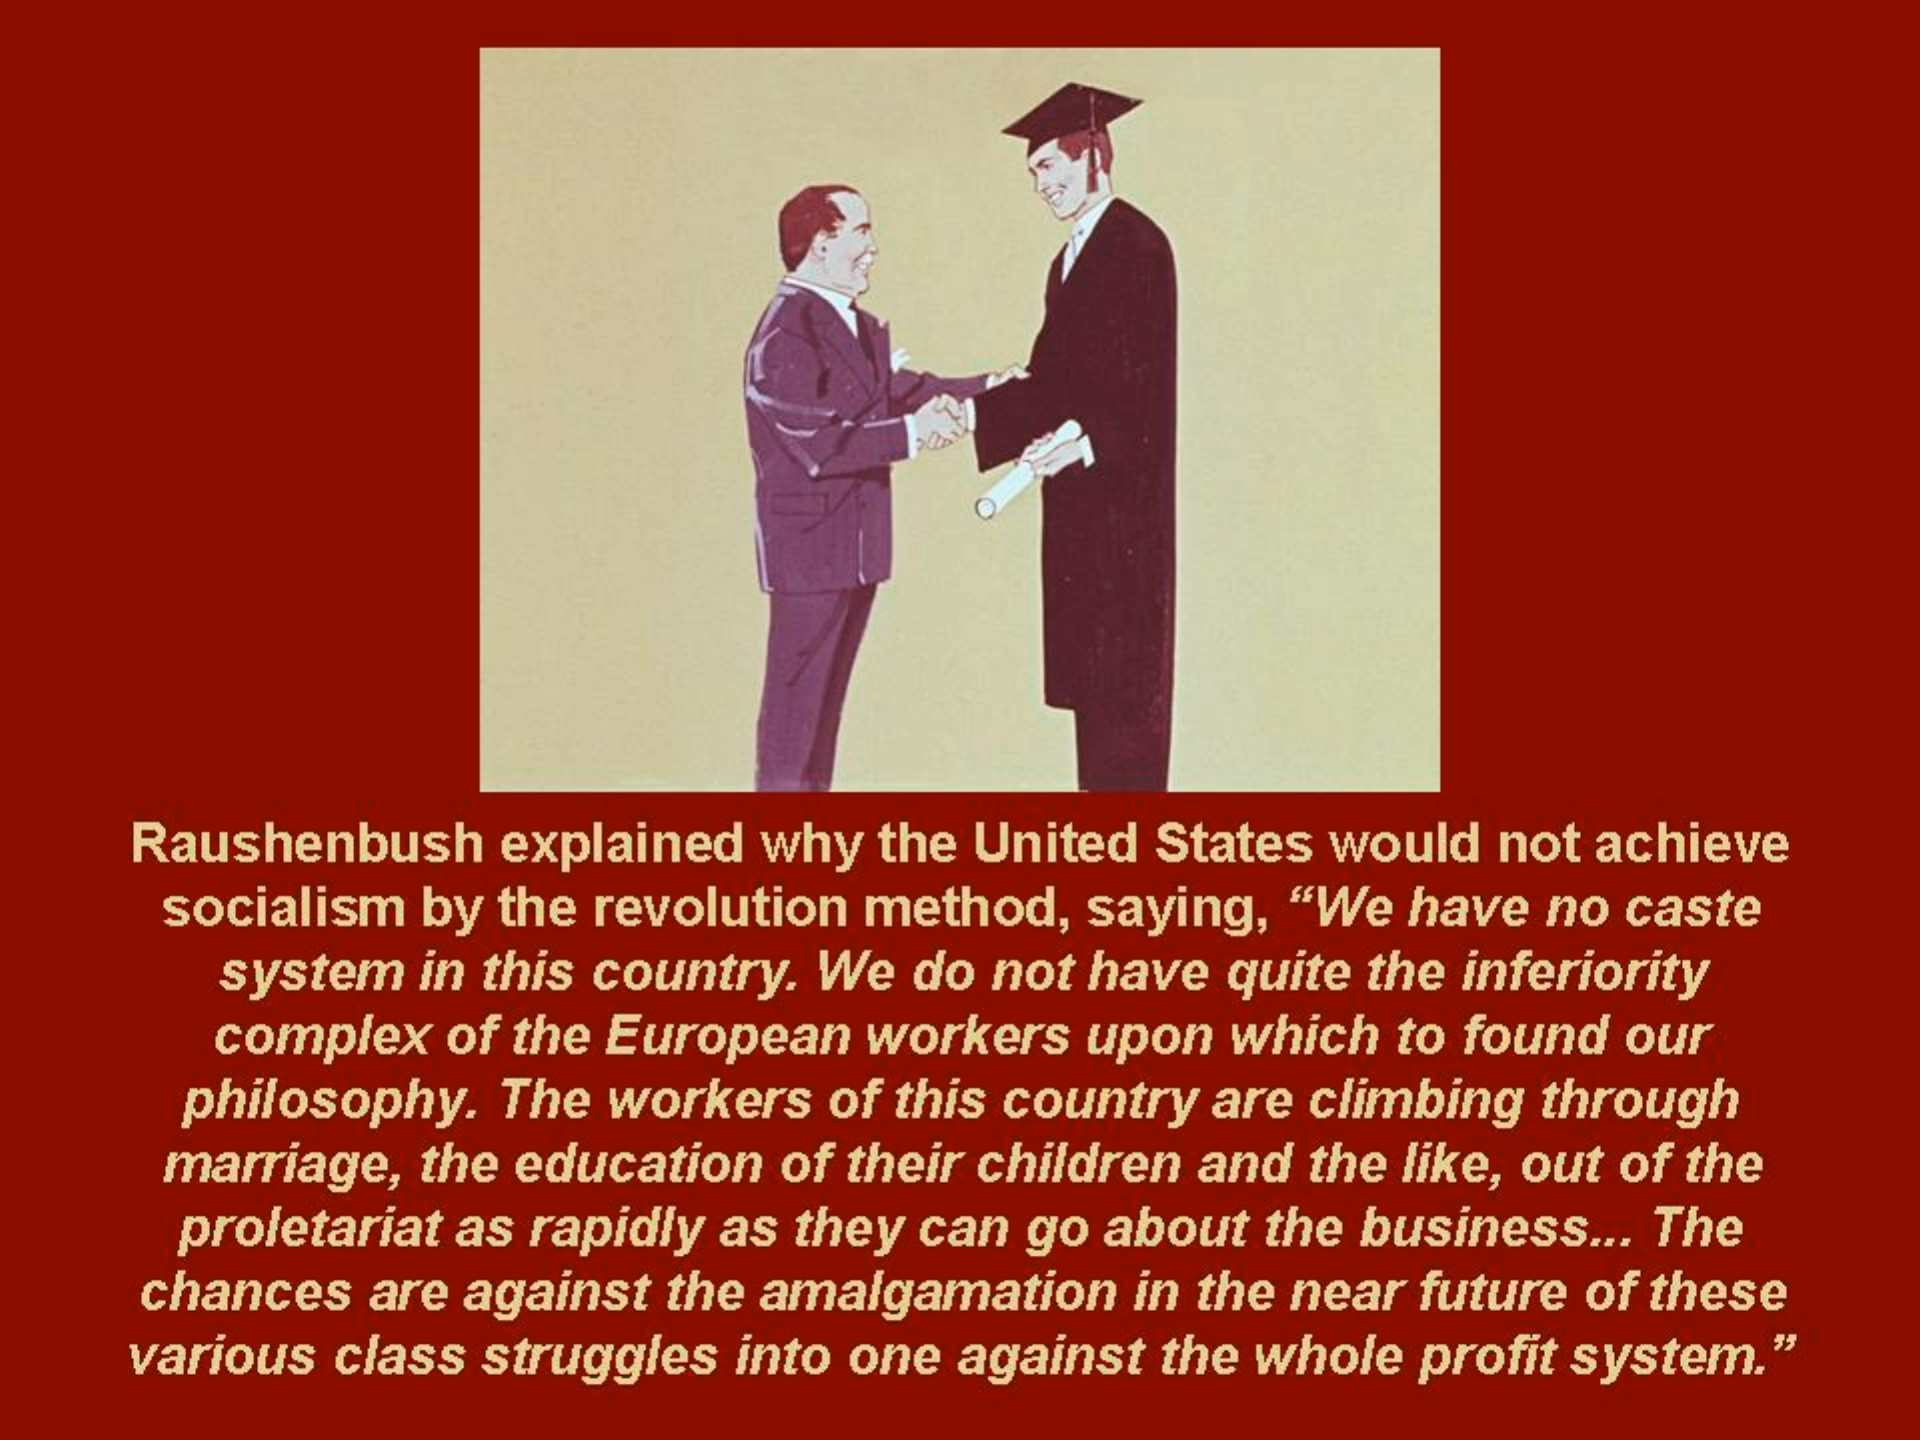 Raushenbush explained why the United States would not achieve
socialism by the revolution method, saying, “We have no caste
system in this country. We do not have quite the inferiority
complex of the European workers upon which to found our
philosophy. The workers of this country are climbing through
marriage, the education of their children and the like, out of the
proletariat as rapidly as they can go about the business... The
chances are against the amalgamation in the near future of these
various class struggles into one against the whole profit system.”